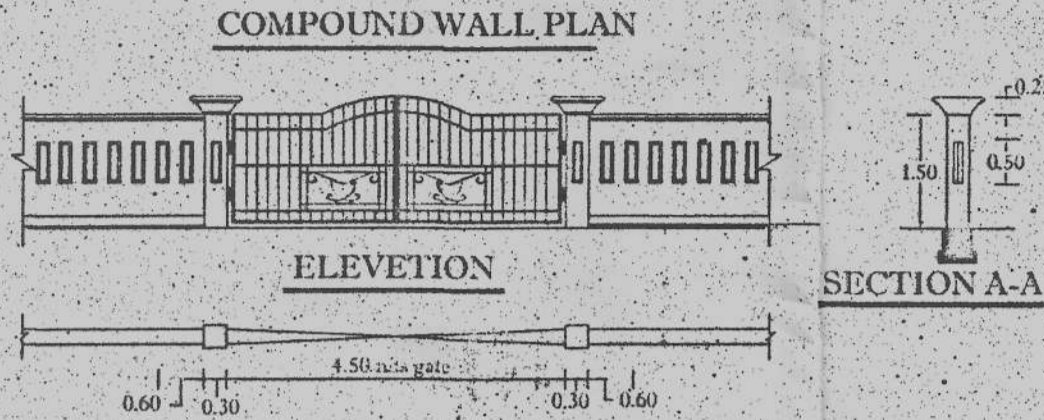 COMPOUND WALL PLAN
0.2
1.50
0.50
ELEVETION
SECTION A-A
4.50 mts gate
0.60 0.30 0.30 0.60